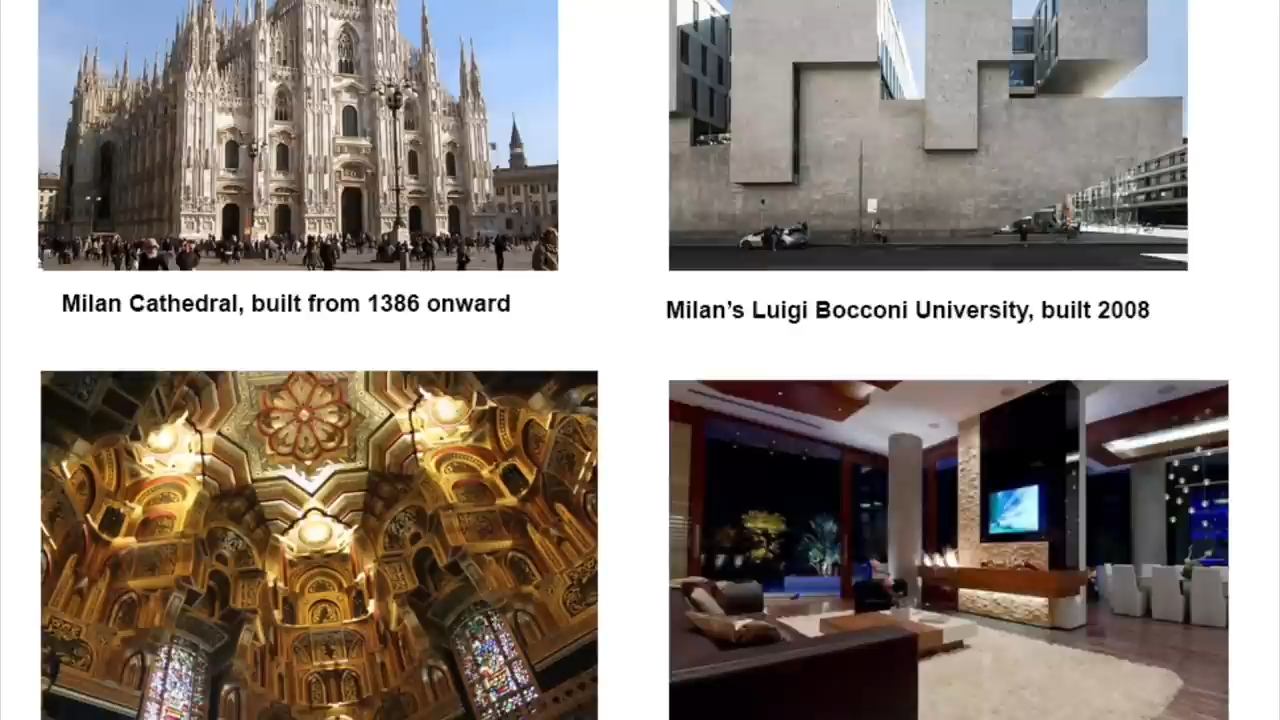 Milan Cathedral, built from 1386 onward
Milan’s Luigi Bocconi University, built 2008